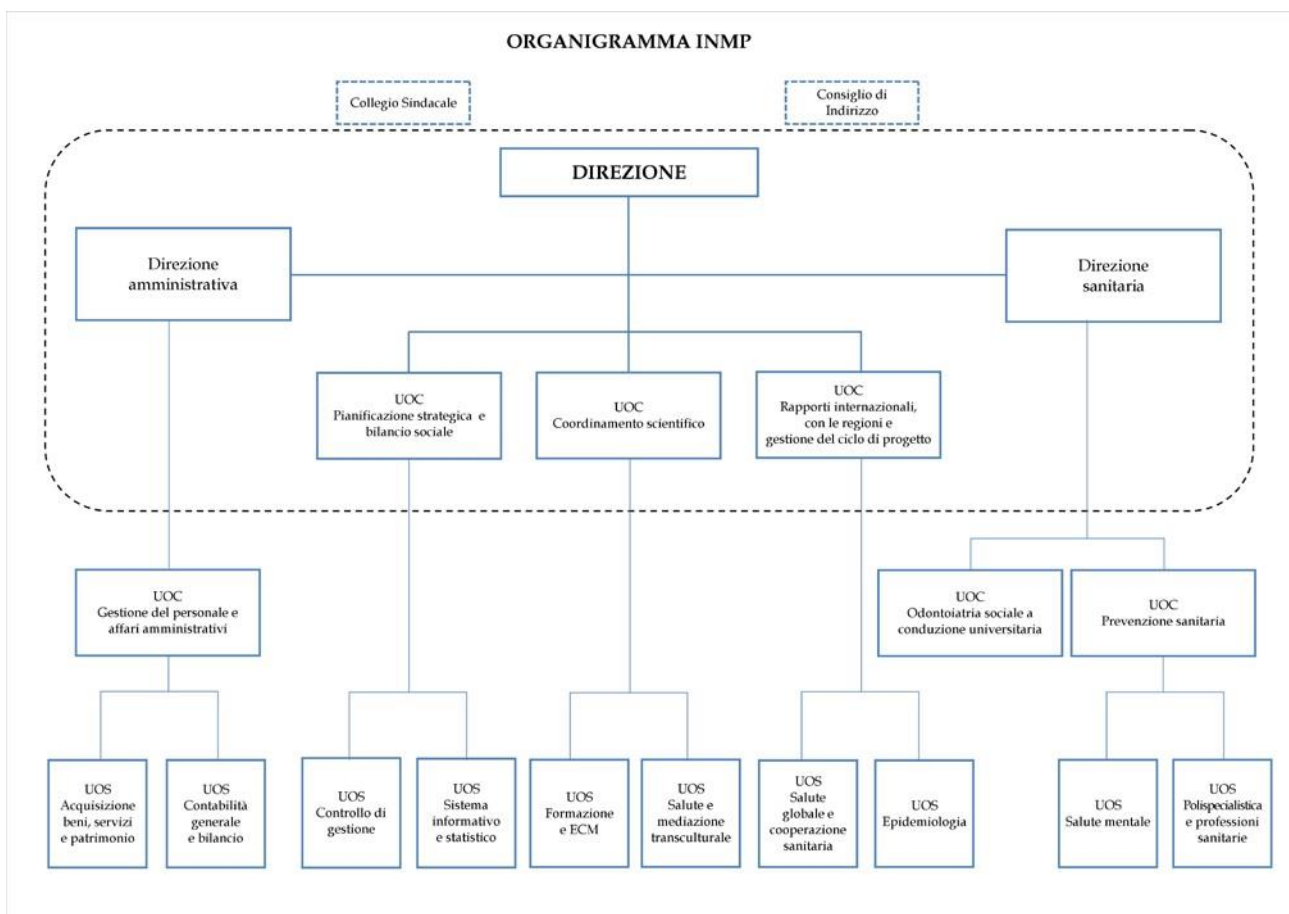 ORGANIGRAMMA INMP
Collegio Sindacale
Consiglio di
Indirizzo
DIREZIONE
Direzione
amministrativa
Direzione
sanitaria
UOC
Pianificazione strategica e
bilancio sociale
UOC
Coordinamento scientifico
UOC
Rapporti internazionali,
con le regioni e
gestione del ciclo di progetto
UOC
Gestione del personale e
affari amministrativi
UOC
Odontoiatria sociale a
conduzione universitaria
UOC
Prevenzione sanitaria
UOS
Acquisizione
beni, servizi
e patrimonio
UOS
Contabilità
generale
e bilancio
UOS
Controllo di
gestione
UOS
Sistema
informativo
e statistico
UOS
Formazione
e ECM
UOS
Salute e
mediazione
transculturale
UOS
Salute
globale e
cooperazione
sanitaria
UOS
Epidemiologia
UOS
Salute mentale
UOS
Polispecialistica
e professioni
sanitarie